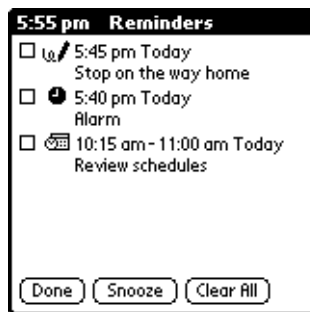 5:55 pm Reminders
5:45 pm Today
Stop on the way home
5:40 pm Today
Alarm
10:15 am - 11:00 am Today
Review schedules
Done Snooze Clear All